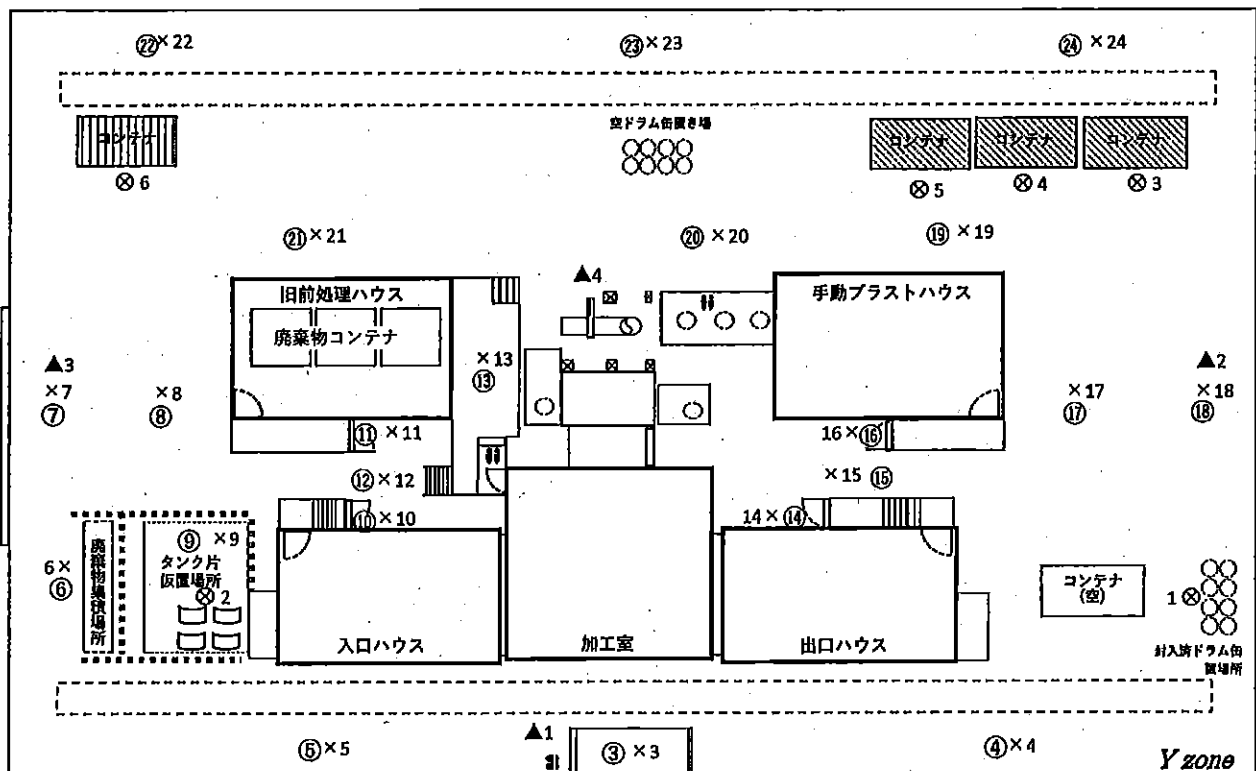 ㉒×22
㉓×23
㉔×24
コンテナ
空ドラム缶置き場
コンテナ
コンテナ
コンテナ
⊗6
⊗5
⊗4
⊗3
㉑×21
⑳×20
⑲×19
▲4
旧前処理ハウス
手動ブラストハウス
廃棄物コンテナ
▲3
×7
⑦
×8
⑧
×13
⑬
▲2
×17
⑰
×18
⑱
⑪×11
16×⑯
⑫×12
×15⑮
⑩×10
14×⑭
⑨×9
6×
⑥
廃棄物集積場所
タンク片
仮置場所
⊗2
コンテナ
(空)
1⊗
入口ハウス
加工室
出口ハウス
封入済ドラム缶
置場所
▲1
⑤×5
③×3
④×4
Y zone